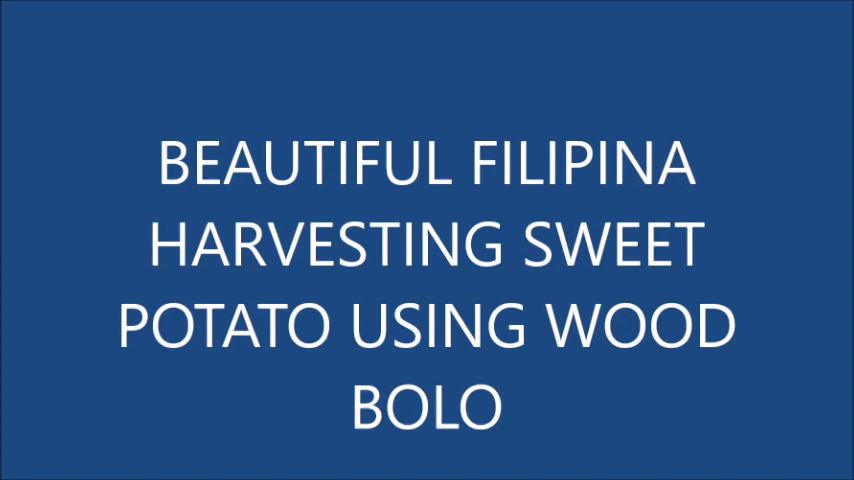 BEAUTIFUL FILIPINA
HARVESTING SWEET
POTATO USING WOOD
BOLO